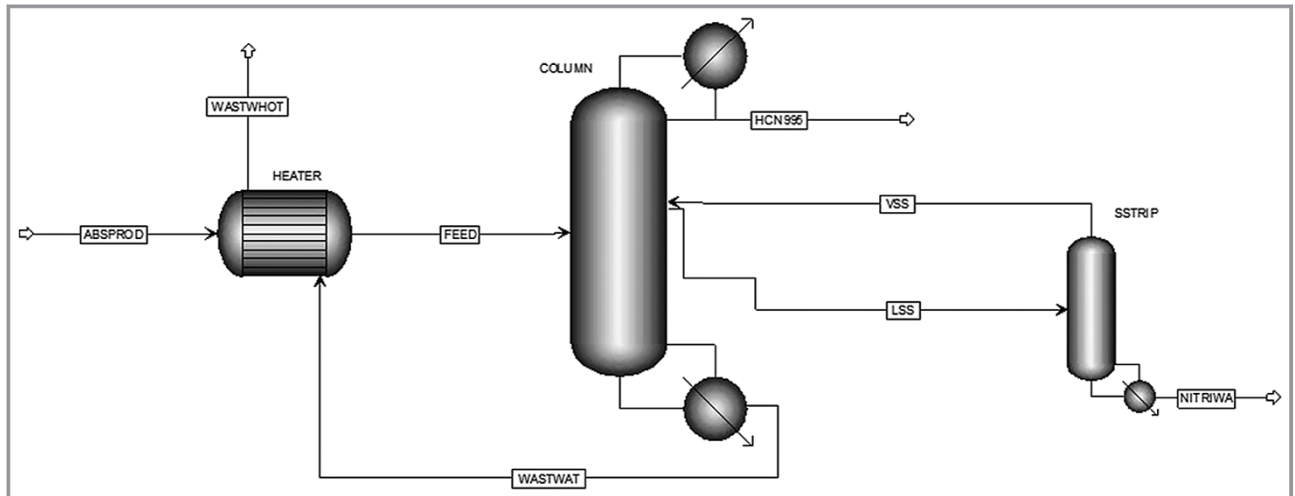 COLUMN
WASTWHOT
HCN995
HEATER
VSS
SSTRIP
ABSPROD
FEED
LSS
NITRIWA
WASTWAT